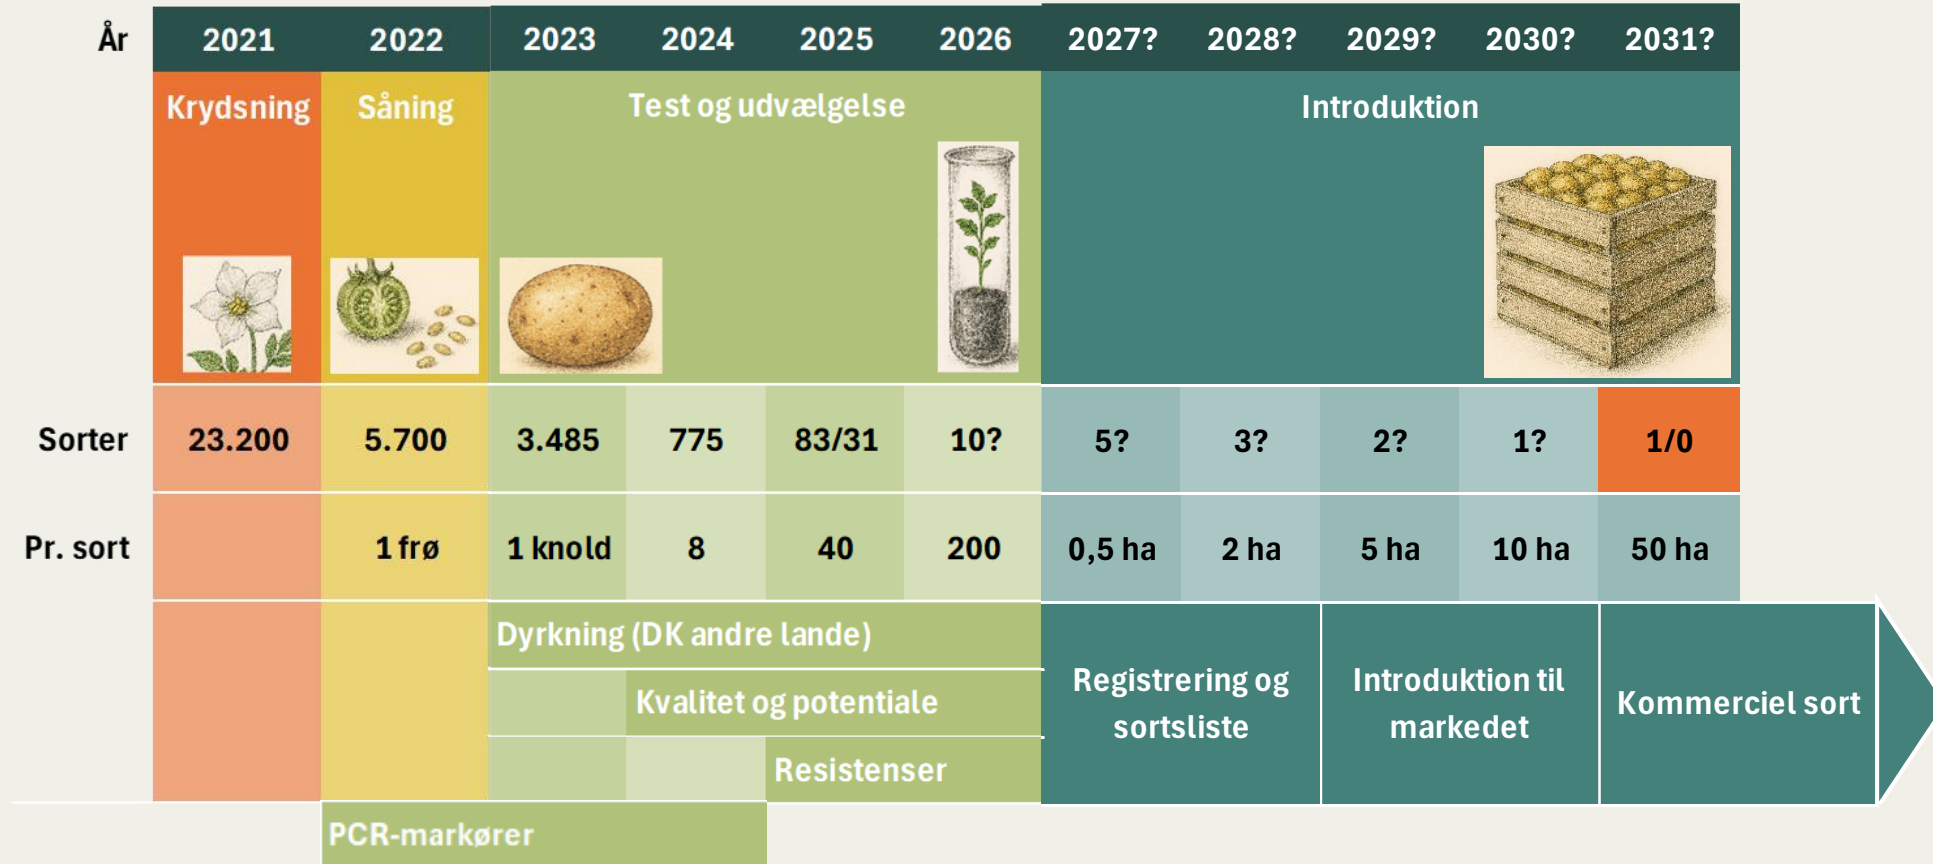 År 2021 2022 2023 2024 2025 2026 2027? 2028? 2029? 2030? 2031?
Krydsning Såning Test og udvælgelse Introduktion
Sorter 23.200 5.700 3.485 775 83/31 10? 5? 3? 2? 1? 1/0
Pr. sort 1 frø 1 knold 8 40 200 0,5 ha 2 ha 5 ha 10 ha 50 ha
Dyrkning (DK andre lande)
Kvalitet og potentiale
Resistenser
PCR-markører
Registrering og
sortsliste
Introduktion til
markedet
Kommerciel sort